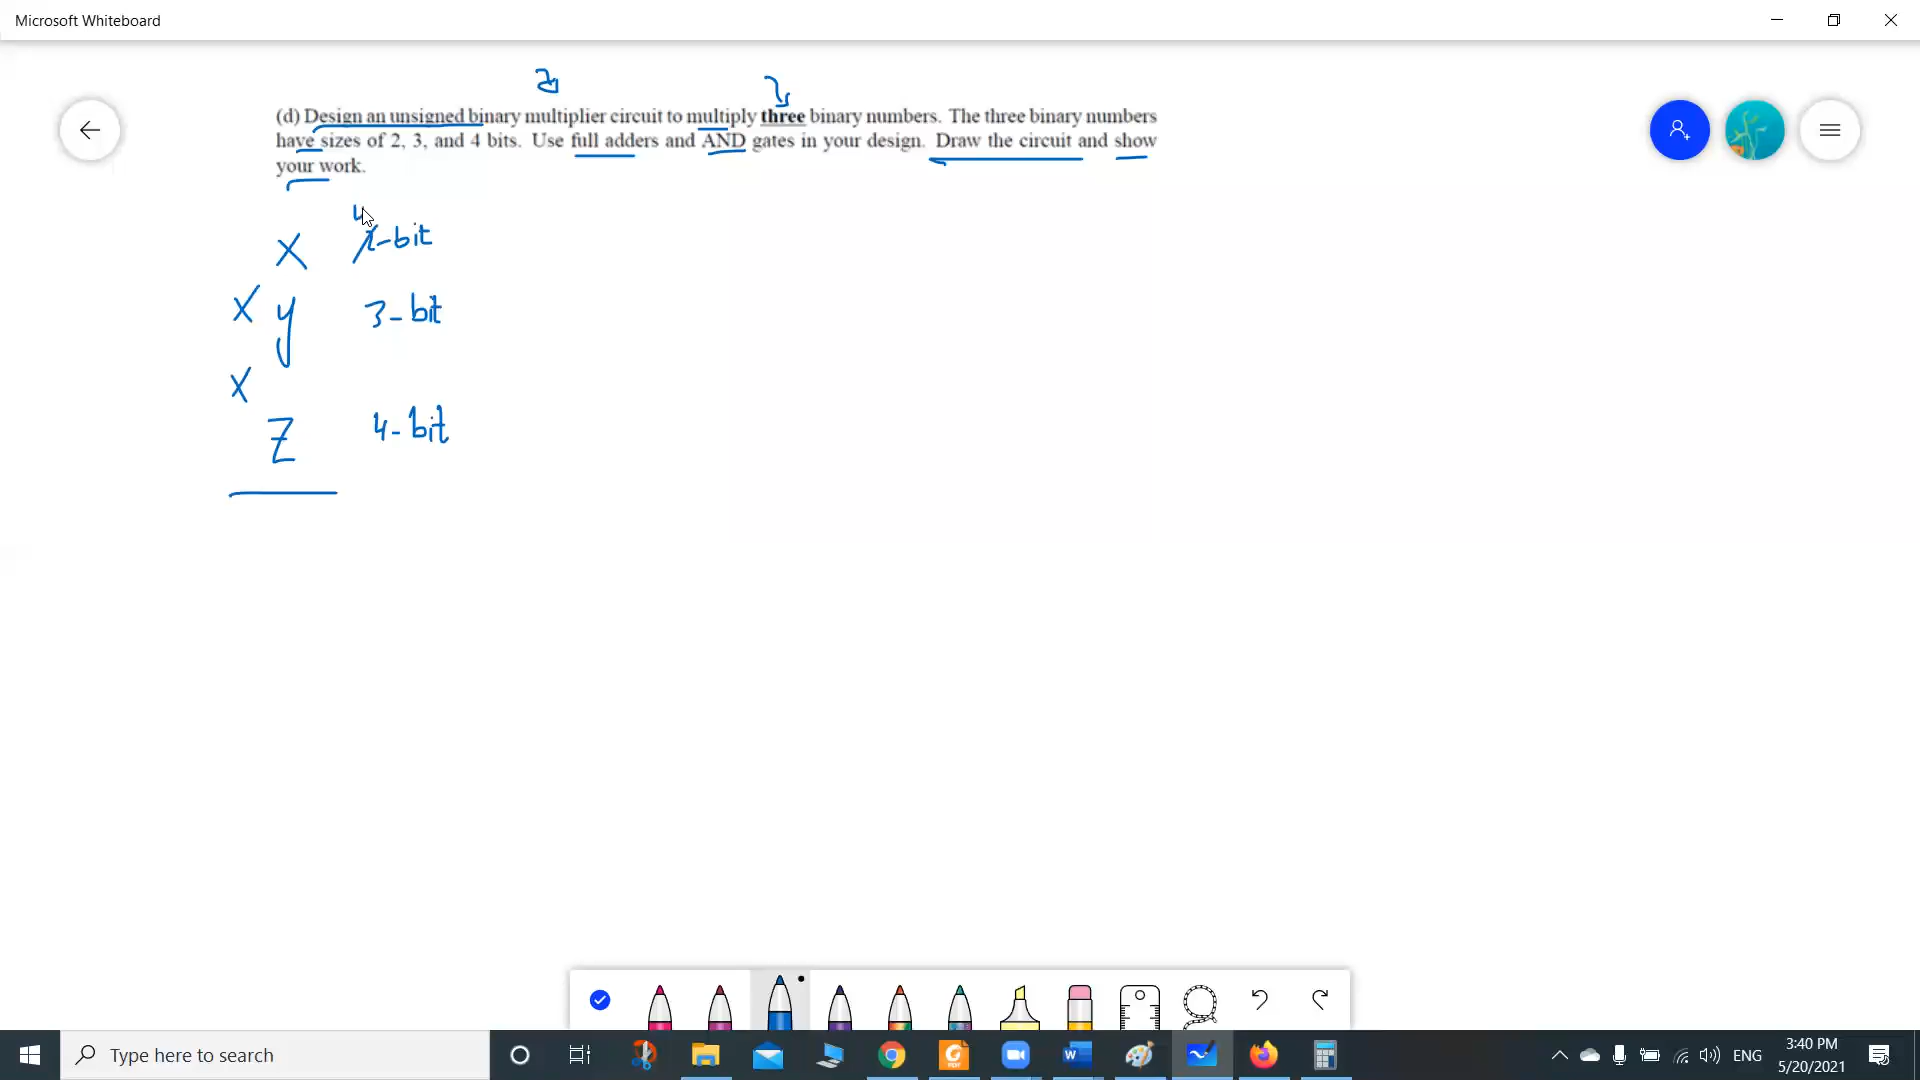 Microsoft Whiteboard
(d) Design an unsigned binary multiplier circuit to multiply three binary numbers. The three binary numbers
have sizes of 2, 3, and 4 bits. Use full adders and AND gates in your design. Draw the circuit and show
your work.
4
X 2-bit
X y 3-bit
X
Z 4-bit
Type here to search
ENG
3:40 PM
5/20/2021